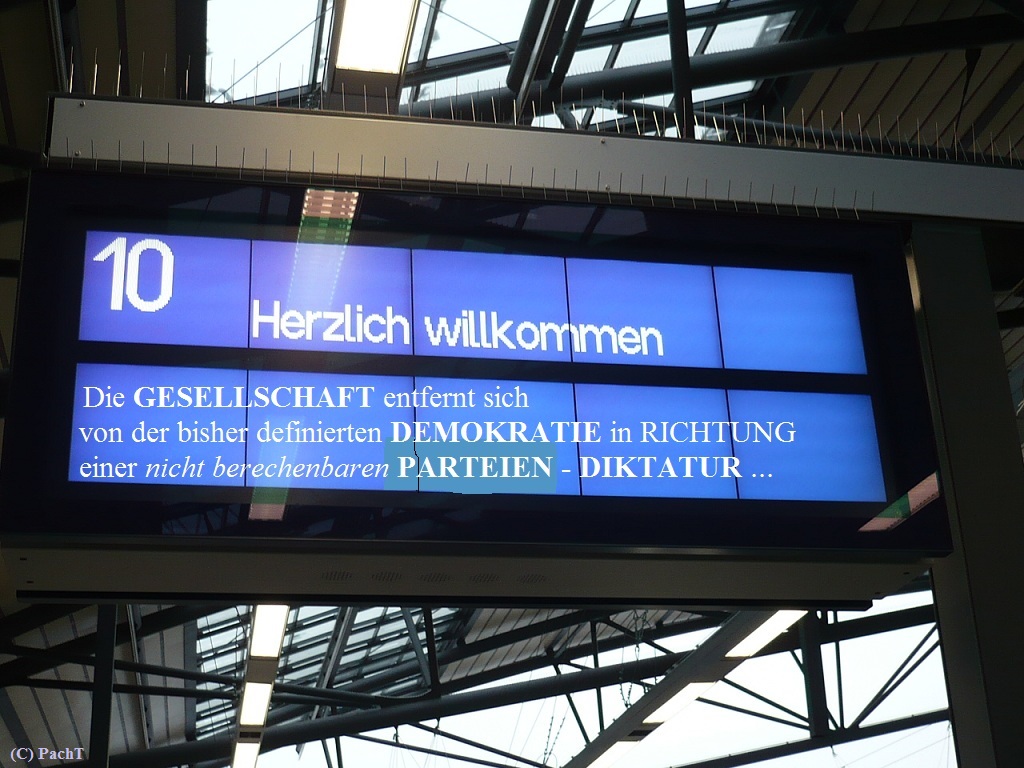 10
Herzlich willkommen
Die GESELLSCHAFT entfernt sich
von der bisher definierten DEMOKRATIE in RICHTUNG
einer nicht berechenbaren PARTEIEN - DIKTATUR ...
(C) PachT